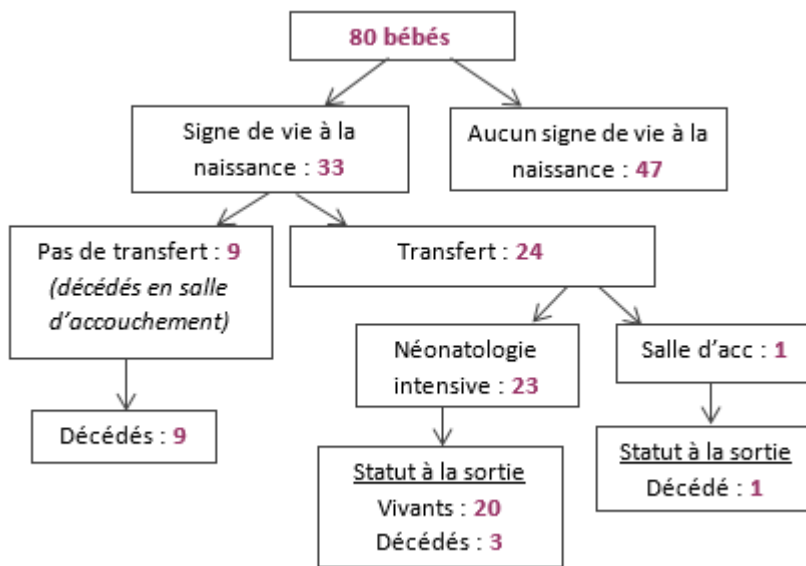 80 bébés
Signe de vie à la
naissance : 33
Aucun signe de vie à la
naissance : 47
Pas de transfert : 9
(décédés en salle
d'accouchement)
Transfert : 24
Néonatologie
intensive : 23
Salle d'acc : 1
Décédés : 9
Statut à la sortie
Vivants : 20
Décédés : 3
Statut à la sortie
Décédé : 1